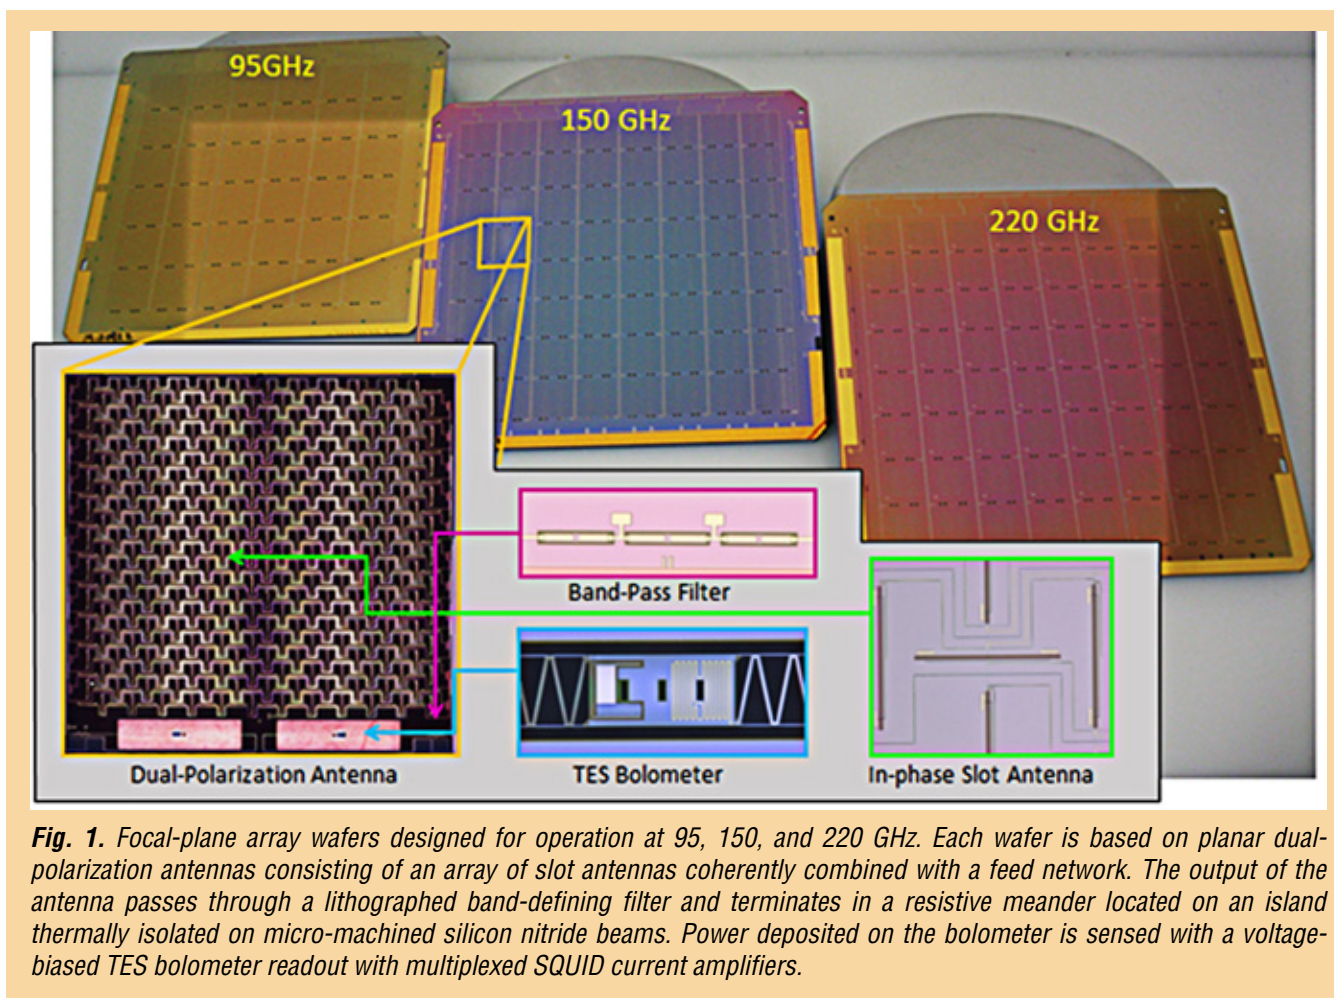 95GHz
150 GHz
220 GHz
Band-Pass Filter
Dual-Polarization Antenna
TES Bolometer
In-phase Slot Antenna
Fig. 1. Focal-plane array wafers designed for operation at 95, 150, and 220 GHz. Each wafer is based on planar dual-
polarization antennas consisting of an array of slot antennas coherently combined with a feed network. The output of the
antenna passes through a lithographed band-defining filter and terminates in a resistive meander located on an island
thermally isolated on micro-machined silicon nitride beams. Power deposited on the bolometer is sensed with a voltage-
biased TES bolometer readout with multiplexed SQUID current amplifiers.